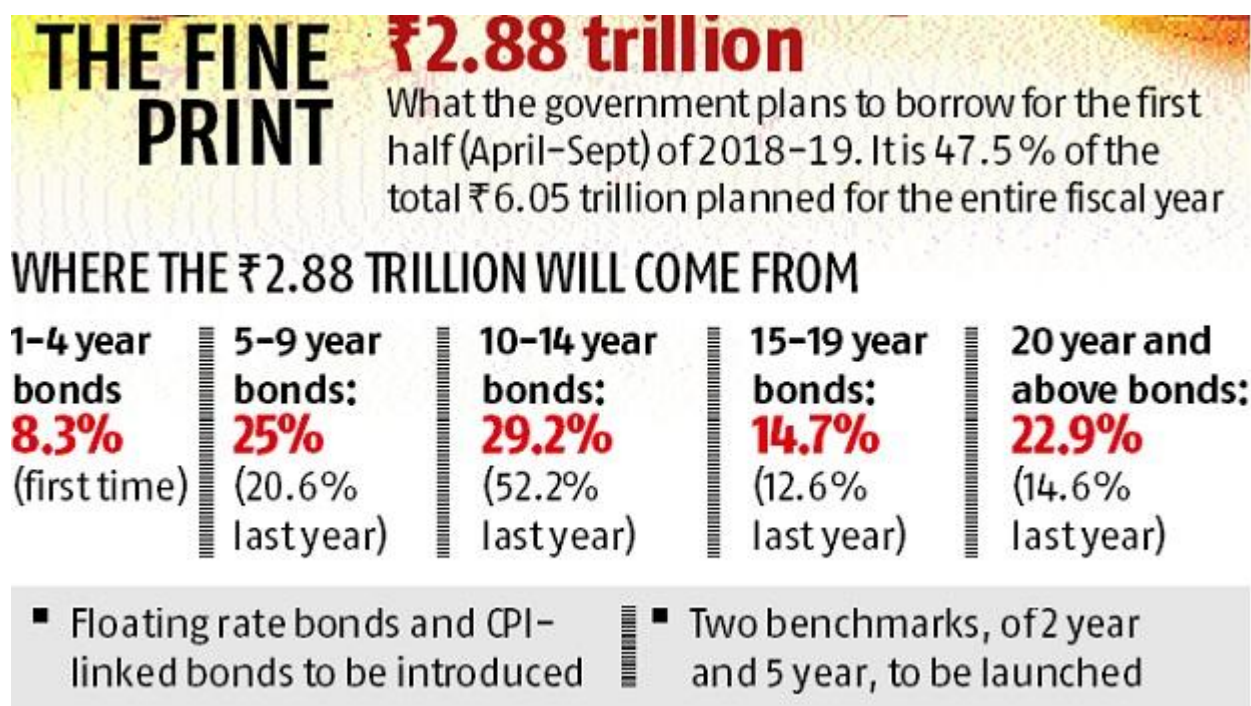 THE FINE
PRINT
₹2.88 trillion
What the government plans to borrow for the first
half (April–Sept) of 2018–19. It is 47.5% of the
total ₹6.05 trillion planned for the entire fiscal year
WHERE THE ₹2.88 TRILLION WILL COME FROM
1–4 year
bonds
8.3%
(first time)
5–9 year
bonds:
25%
(20.6%
last year)
10–14 year
bonds:
29.2%
(52.2%
last year)
15–19 year
bonds:
14.7%
(12.6%
last year)
20 year and
above bonds:
22.9%
(14.6%
last year)
▪ Floating rate bonds and CPI–
linked bonds to be introduced
▪ Two benchmarks, of 2 year
and 5 year, to be launched